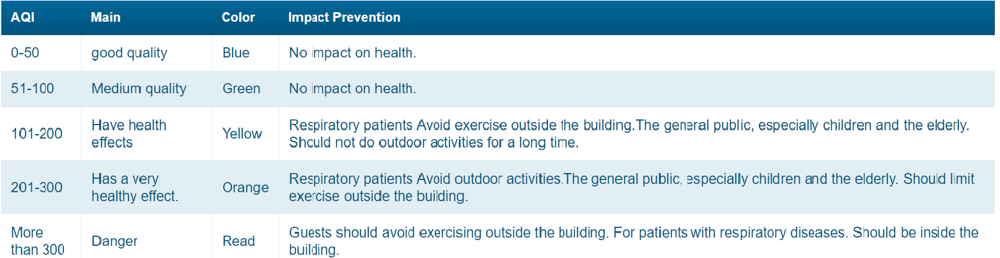 AQI Main Color Impact Prevention
0-50 good quality Blue No impact on health.
51-100 Medium quality Green No impact on health.
101-200 Have health effects Yellow Respiratory patients Avoid exercise outside the building.The general public, especially children and the elderly.
Should not do outdoor activities for a long time.
201-300 Has a very healthy effect. Orange Respiratory patients Avoid outdoor activities.The general public, especially children and the elderly. Should limit
exercise outside the building.
More than 300 Danger Read Guests should avoid exercising outside the building. For patients with respiratory diseases. Should be inside the
building.